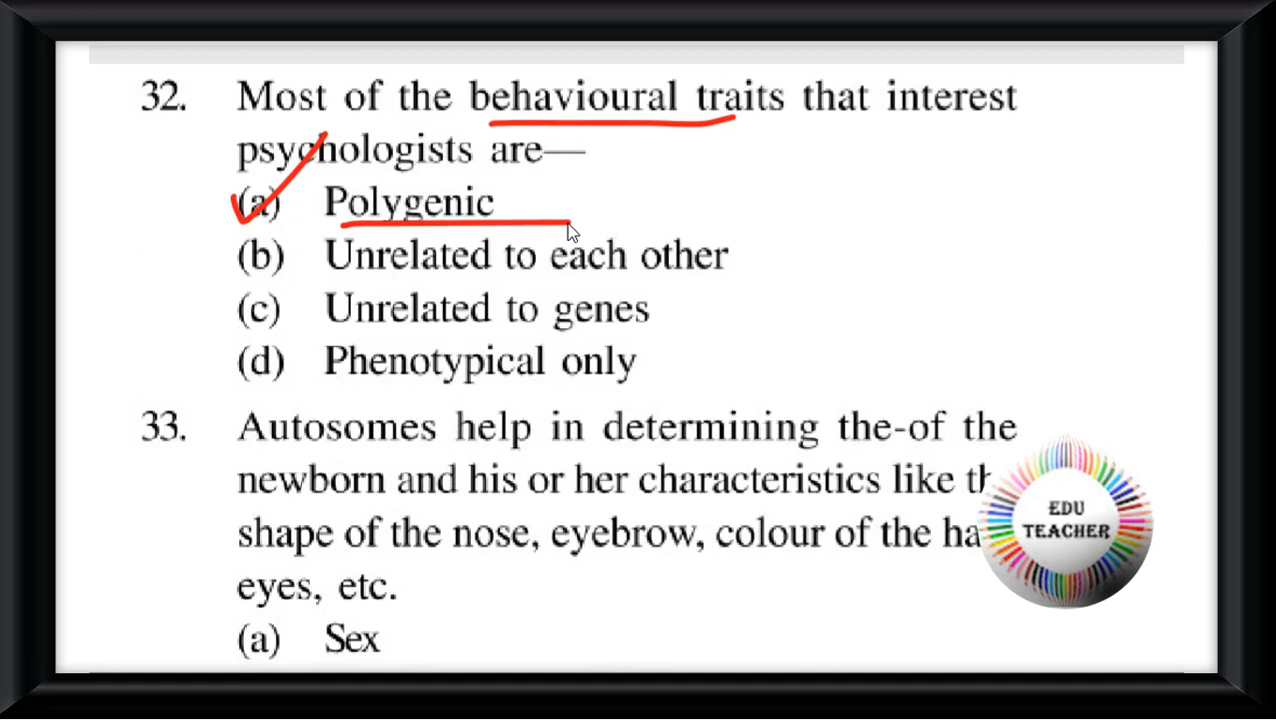 32. Most of the behavioural traits that interest
psychologists are—
(a) Polygenic
(b) Unrelated to each other
(c) Unrelated to genes
(d) Phenotypical only
33. Autosomes help in determining the-of the
newborn and his or her characteristics like
shape of the nose, eyebrow, colour of the
eyes, etc.
(a) Sex
EDU
TEACHER